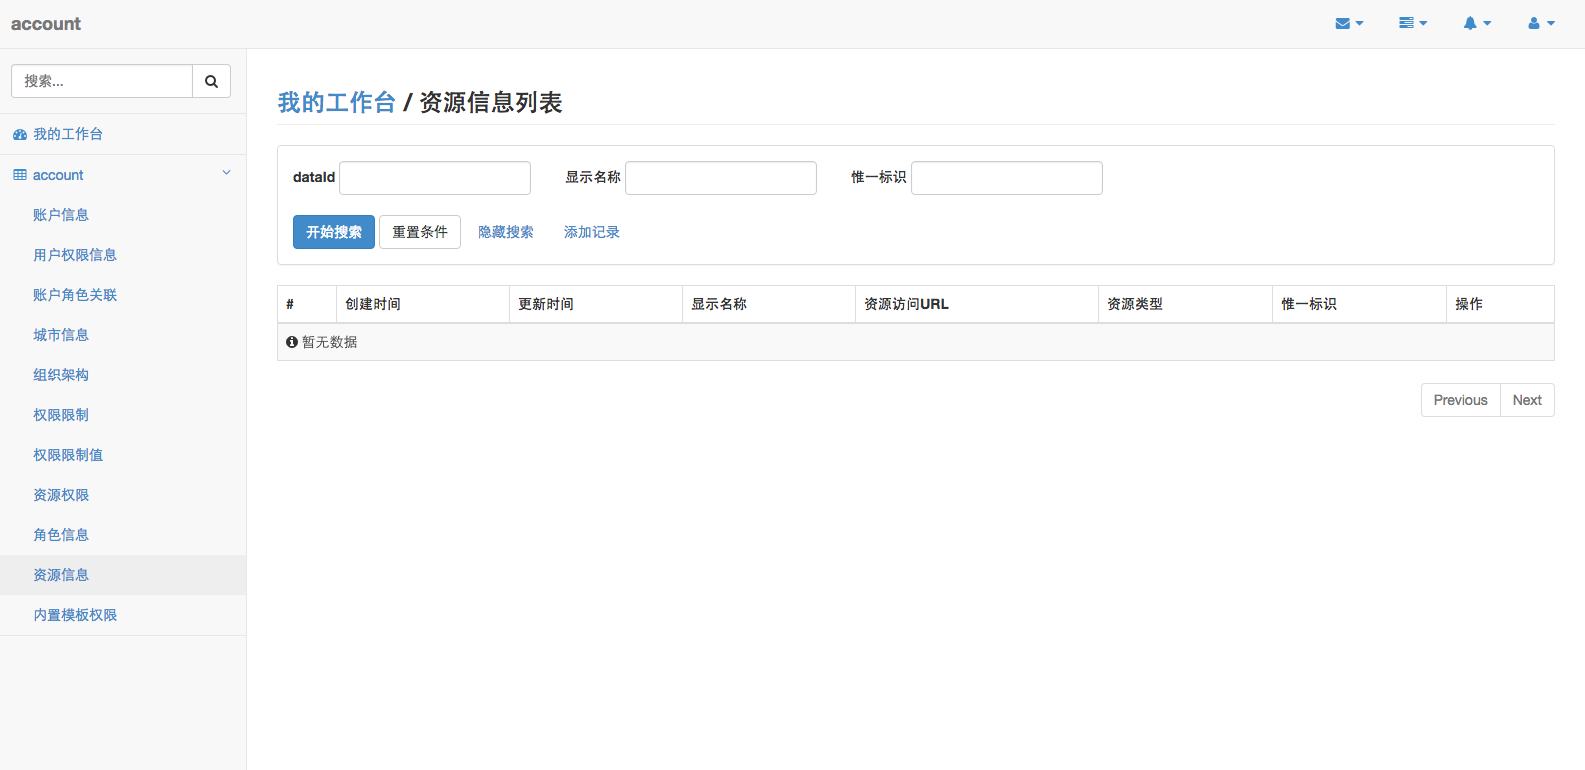 account
搜索...
我的工作台
account
账户信息
用户权限信息
账户角色关联
城市信息
组织架构
权限限制
权限限制值
资源权限
角色信息
资源信息
内置模板权限
我的工作台 / 资源信息列表
dataId 显示名称 惟一标识
开始搜索 重置条件 隐藏搜索 添加记录
# 创建时间 更新时间 显示名称 资源访问URL 资源类型 惟一标识 操作
暂无数据
Previous Next